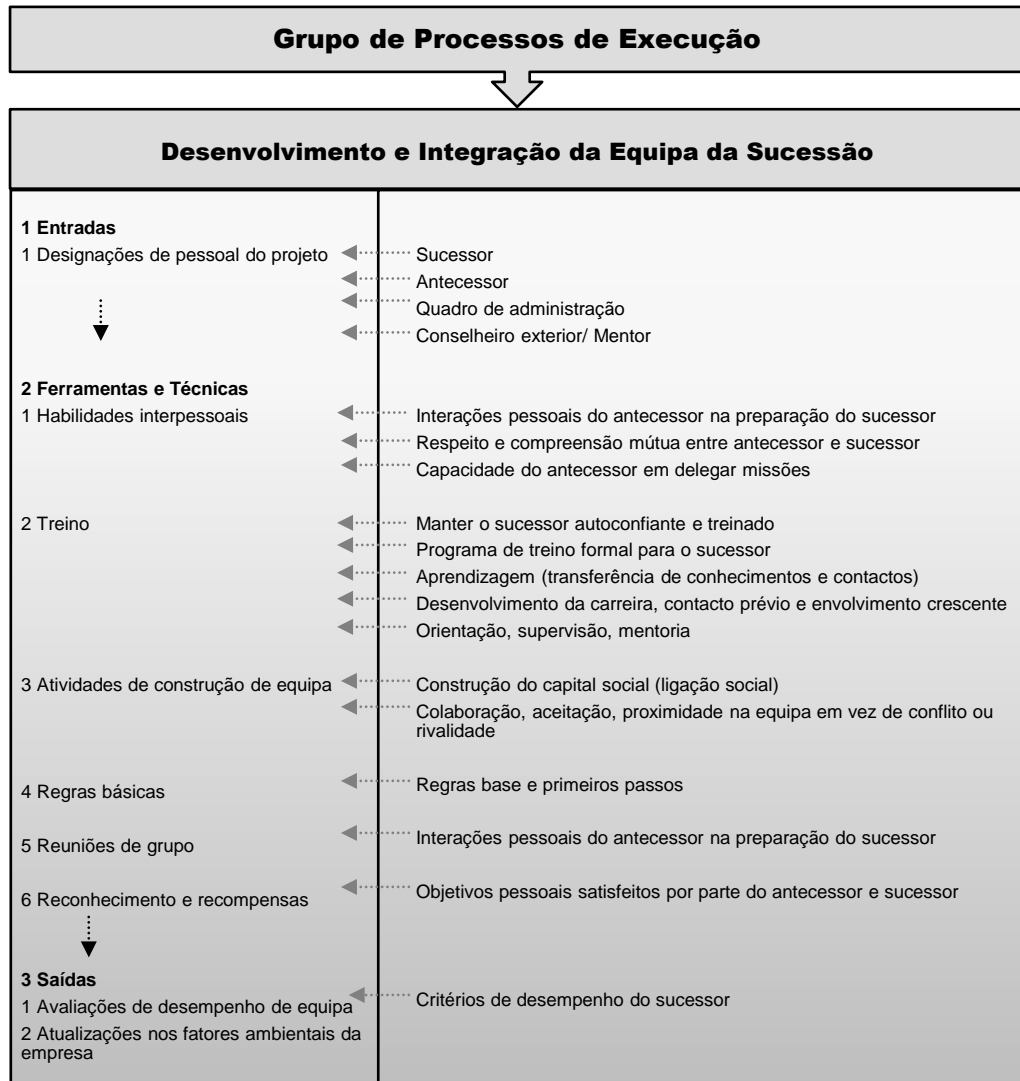 Grupo de Processos de Execução
Desenvolvimento e Integração da Equipa da Sucessão
1 Entradas
1 Designações de pessoal do projeto
Sucessor
Antecessor
Quadro de administração
Conselheiro exterior/ Mentor
2 Ferramentas e Técnicas
1 Habilidades interpessoais
Interações pessoais do antecessor na preparação do sucessor
Respeito e compreensão mútua entre antecessor e sucessor
Capacidade do antecessor em delegar missões
2 Treino
Manter o sucessor autoconfiante e treinado
Programa de treino formal para o sucessor
Aprendizagem (transferência de conhecimentos e contactos)
Desenvolvimento da carreira, contacto prévio e envolvimento crescente
Orientação, supervisão, mentoria
3 Atividades de construção de equipa
Construção do capital social (ligação social)
Colaboração, aceitação, proximidade na equipa em vez de conflito ou
rivalidade
4 Regras básicas
Regras base e primeiros passos
5 Reuniões de grupo
Interações pessoais do antecessor na preparação do sucessor
6 Reconhecimento e recompensas
Objetivos pessoais satisfeitos por parte do antecessor e sucessor
3 Saídas
1 Avaliações de desempenho de equipa
Critérios de desempenho do sucessor
2 Atualizações nos fatores ambientais da
empresa